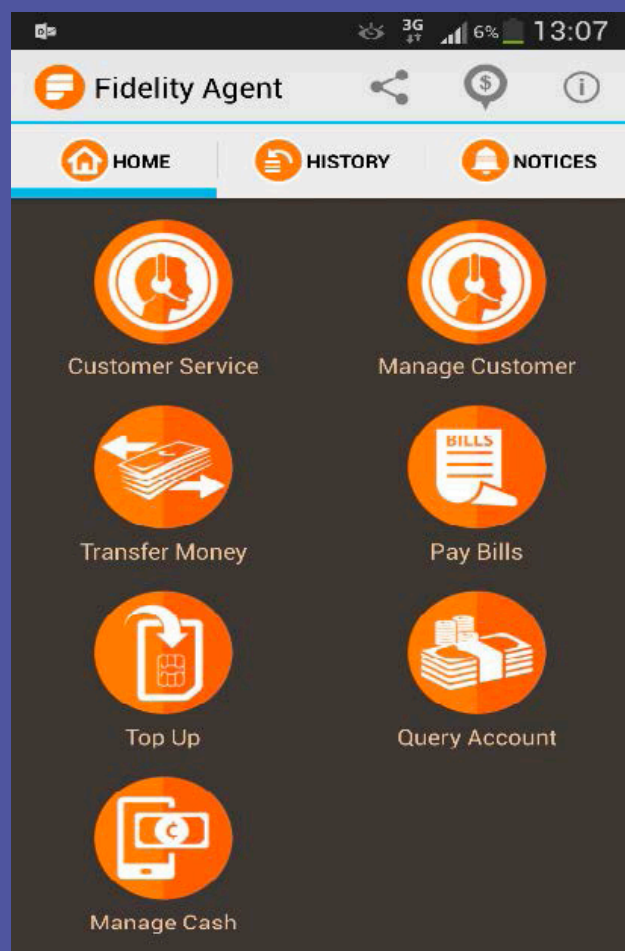 3G 6% 13:07
Fidelity Agent
HOME HISTORY NOTICES
Customer Service Manage Customer
BILLS
Transfer Money Pay Bills
Top Up Query Account
Manage Cash